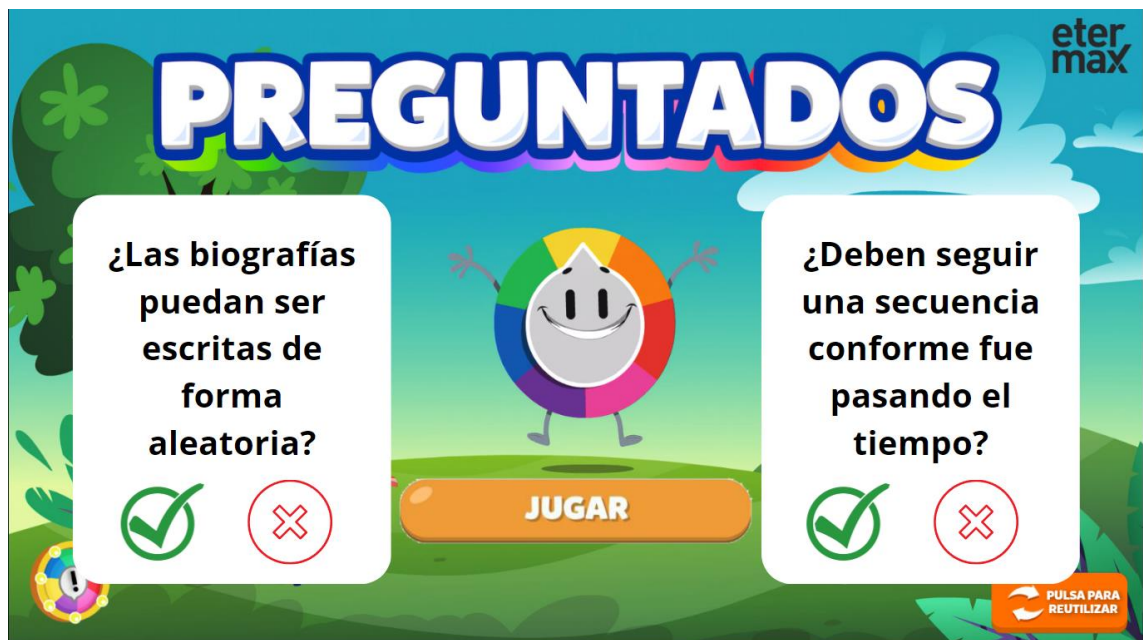 eter
max
PREGUNTADOS
¿Las biografías
puedan ser
escritas de
forma
aleatoria?
¿Deben seguir
una secuencia
conforme fue
pasando el
tiempo?
JUGAR
!
PULSA PARA
REUTILIZAR